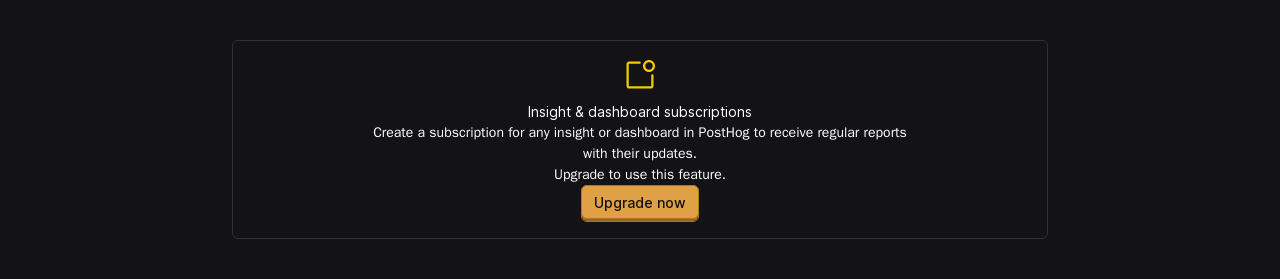 Insight & dashboard subscriptions
Create a subscription for any insight or dashboard in PostHog to receive regular reports
with their updates.
Upgrade to use this feature.
Upgrade now